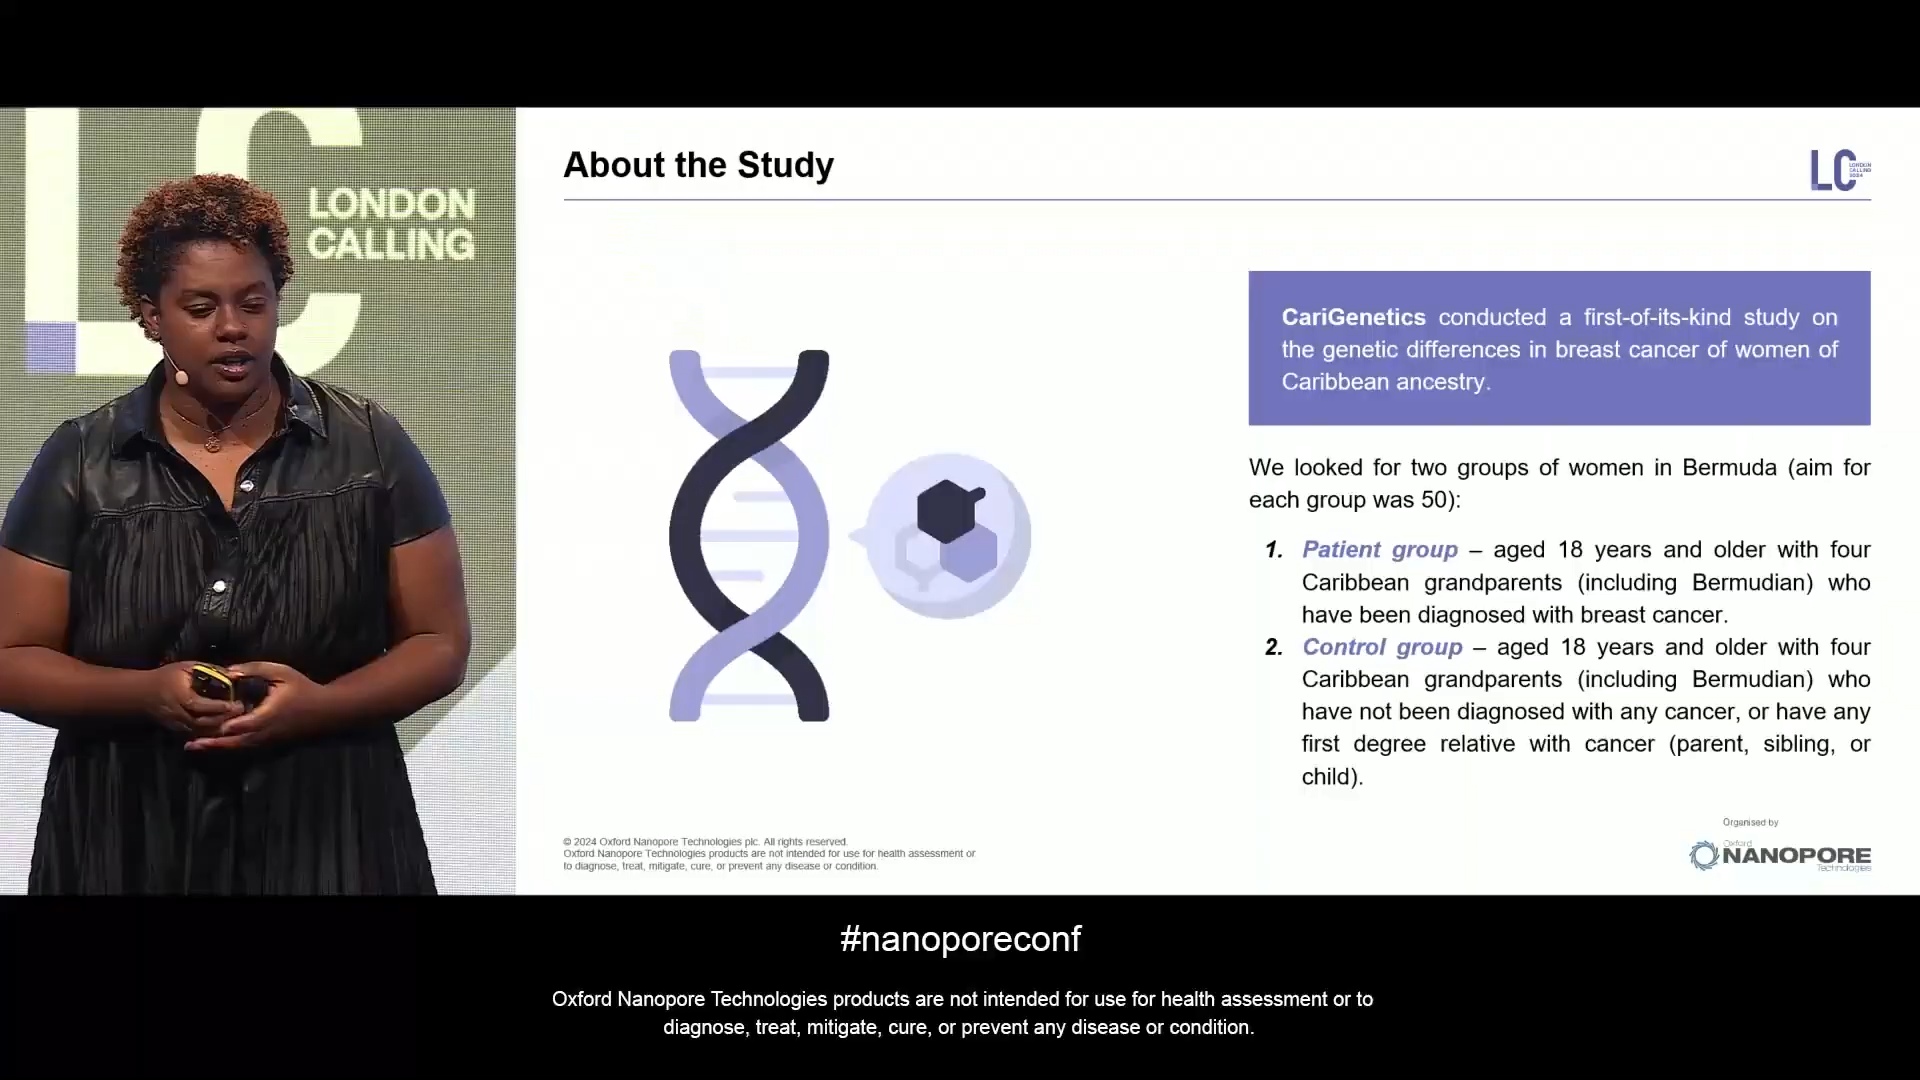 LC
LONDON
CALLING
About the Study
LC
LONDON
CALLING
2024
CariGenetics conducted a first-of-its-kind study on
the genetic differences in breast cancer of women of
Caribbean ancestry.
We looked for two groups of women in Bermuda (aim for
each group was 50):
1. Patient group – aged 18 years and older with four
Caribbean grandparents (including Bermudian) who
have been diagnosed with breast cancer.
2. Control group – aged 18 years and older with four
Caribbean grandparents (including Bermudian) who
have not been diagnosed with any cancer, or have any
first degree relative with cancer (parent, sibling, or
child).
© 2024 Oxford Nanopore Technologies plc. All rights reserved.
Oxford Nanopore Technologies products are not intended for use for health assessment or
to diagnose, treat, mitigate, cure, or prevent any disease or condition.
Organised by
Oxford
NANOPORE
Technologies
#nanoporeconf
Oxford Nanopore Technologies products are not intended for use for health assessment or to
diagnose, treat, mitigate, cure, or prevent any disease or condition.